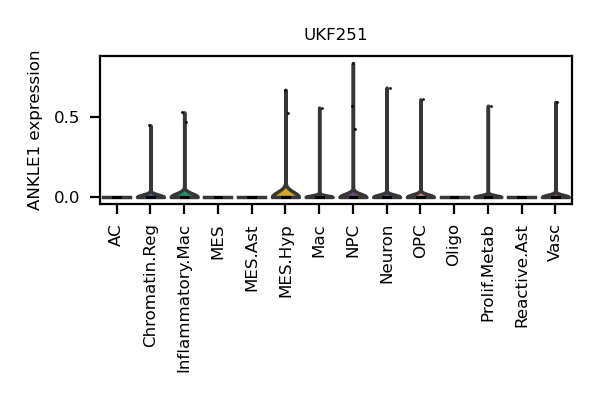 UKF251
ANKLE1 expression
0.5
0.0
AC
Chromatin.Reg
Inflammatory.Mac
MES
MES.Ast
MES.Hyp
Mac
NPC
Neuron
OPC
Oligo
Prolif.Metab
Reactive.Ast
Vasc